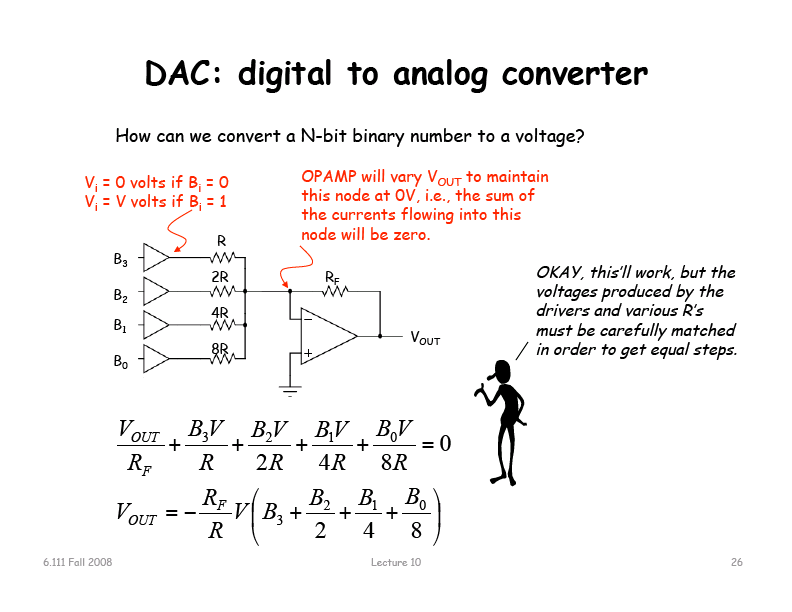 DAC: digital to analog converter
How can we convert a N-bit binary number to a voltage?
Vi = 0 volts if Bi = 0
Vi = V volts if Bi = 1
OPAMP will vary VOUT to maintain
this node at 0V, i.e., the sum of
the currents flowing into this
node will be zero.
R
B3
2R
RF
B2
4R
B1
8R
B0
−
+
VOUT
OKAY, this'll work, but the
voltages produced by the
drivers and various R's
must be carefully matched
in order to get equal steps.
VOUT/RF + B3V/R + B2V/2R + B1V/4R + B0V/8R = 0
VOUT = − RF/R V ( B3 + B2/2 + B1/4 + B0/8 )
6.111 Fall 2008
Lecture 10
26